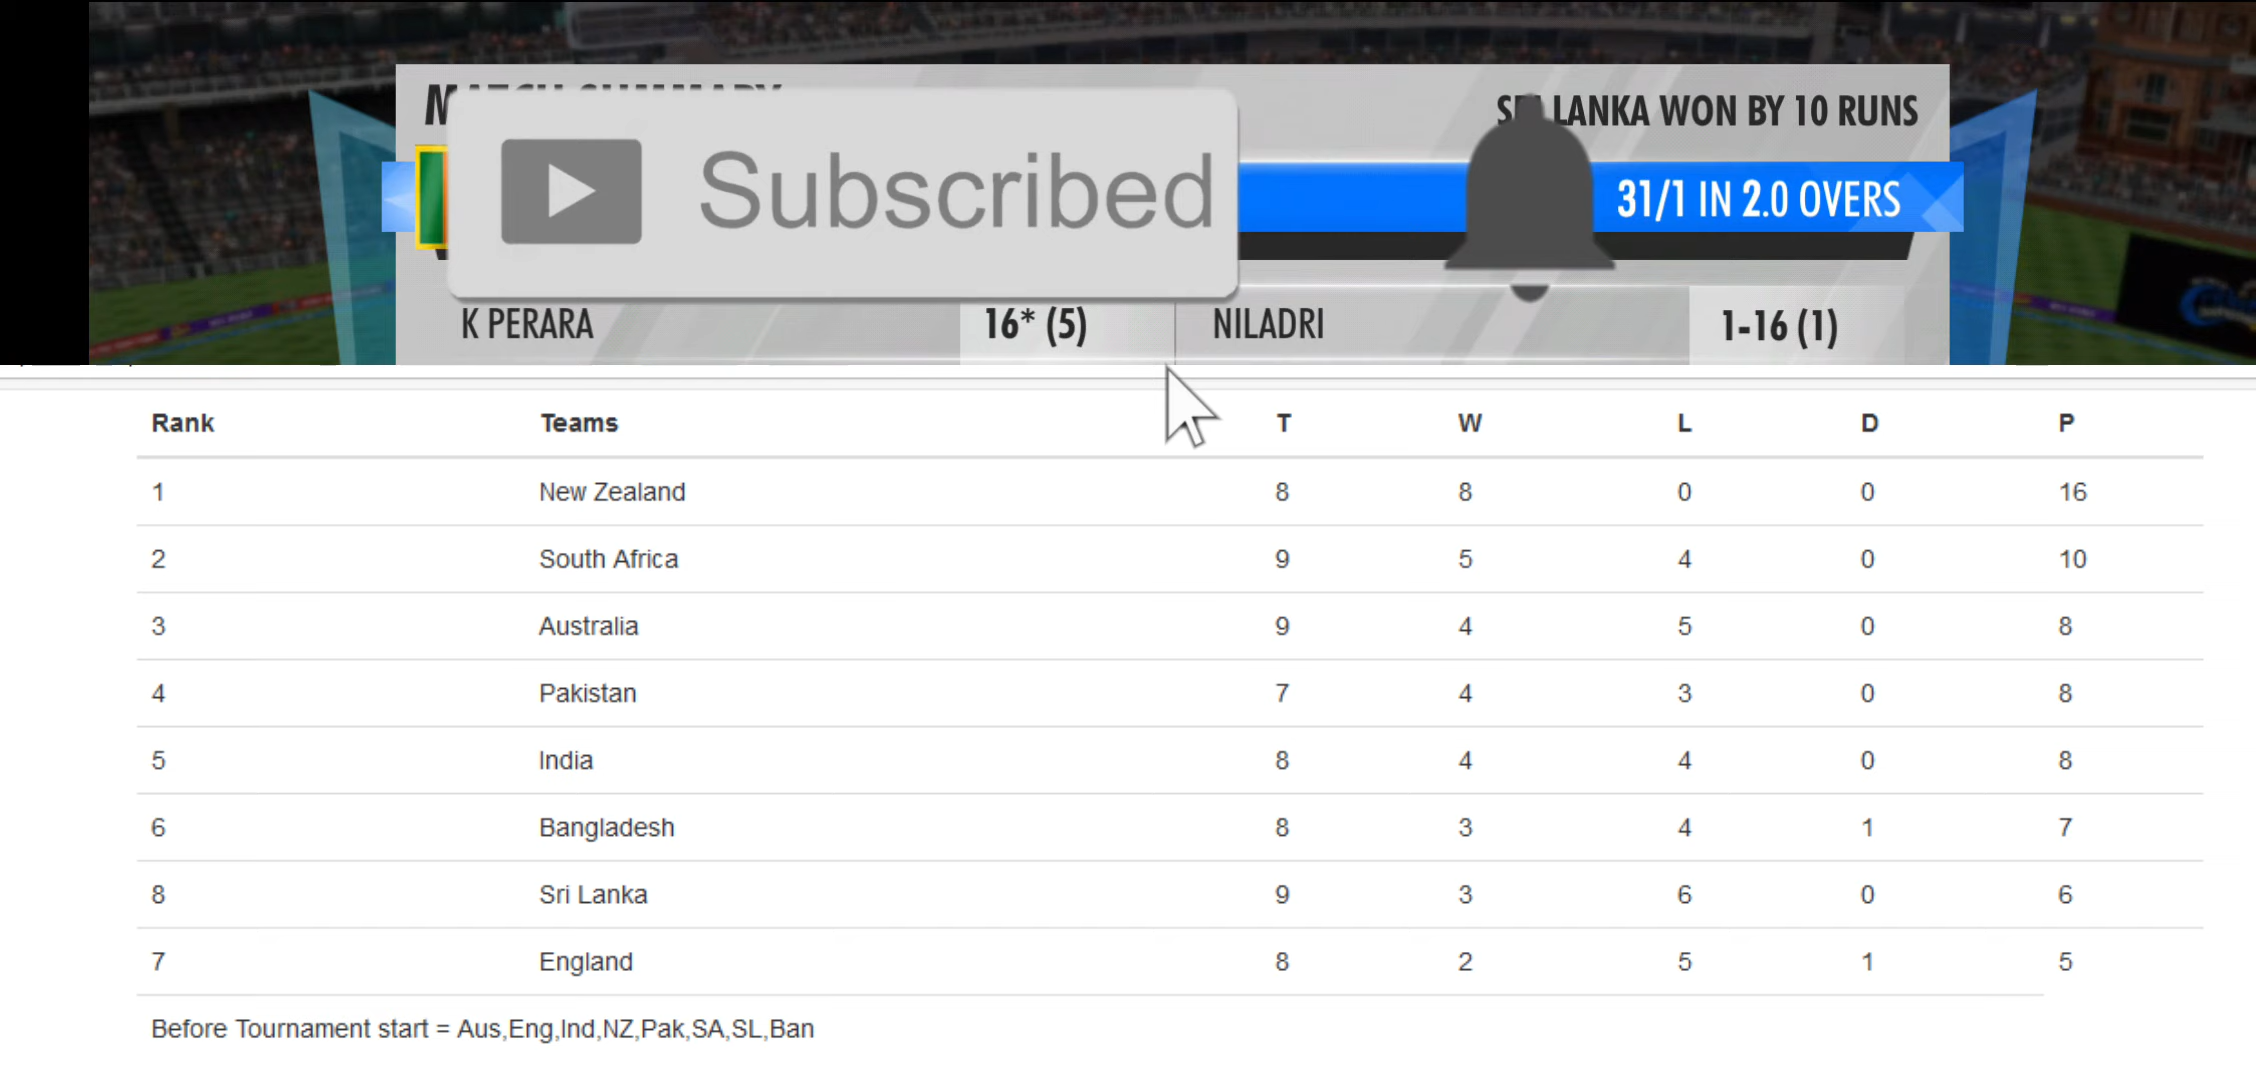 SRI LANKA WON BY 10 RUNS
Subscribed
31/1 IN 2.0 OVERS
K PERARA 16* (5) NILADRI 1-16 (1)
Rank Teams T W L D P
1 New Zealand 8 8 0 0 16
2 South Africa 9 5 4 0 10
3 Australia 9 4 5 0 8
4 Pakistan 7 4 3 0 8
5 India 8 4 4 0 8
6 Bangladesh 8 3 4 1 7
8 Sri Lanka 9 3 6 0 6
7 England 8 2 5 1 5
Before Tournament start = Aus,Eng,Ind,NZ,Pak,SA,SL,Ban